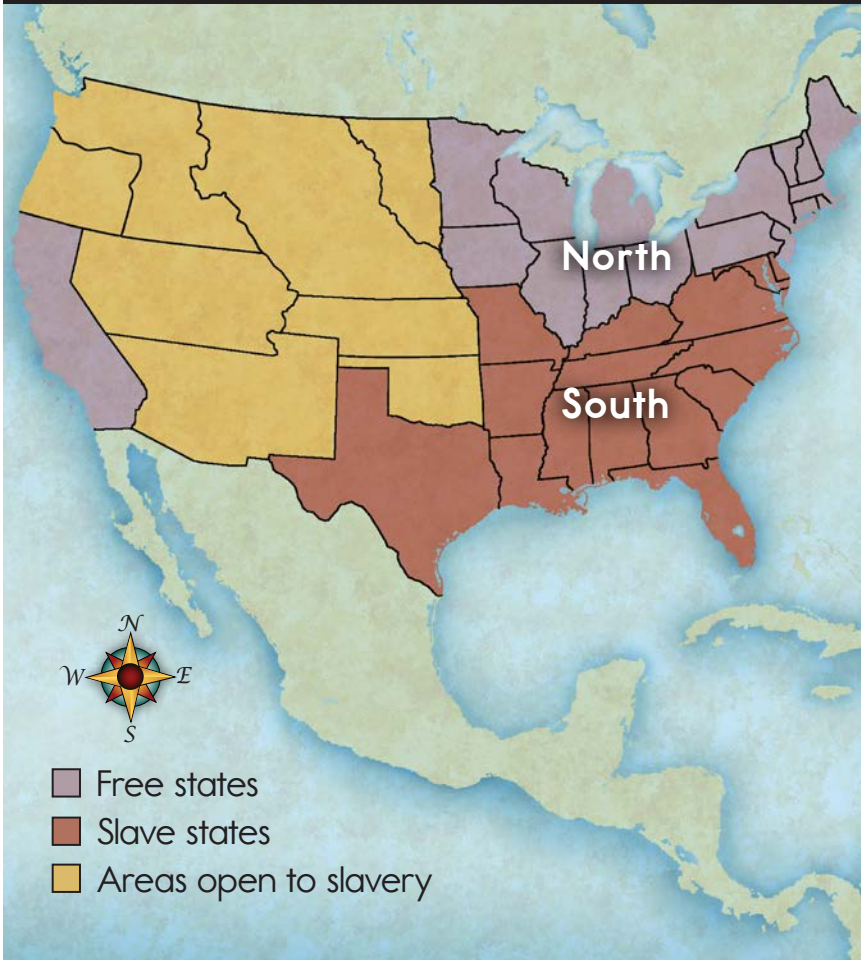 North
South
N
W E
S
Free states
Slave states
Areas open to slavery